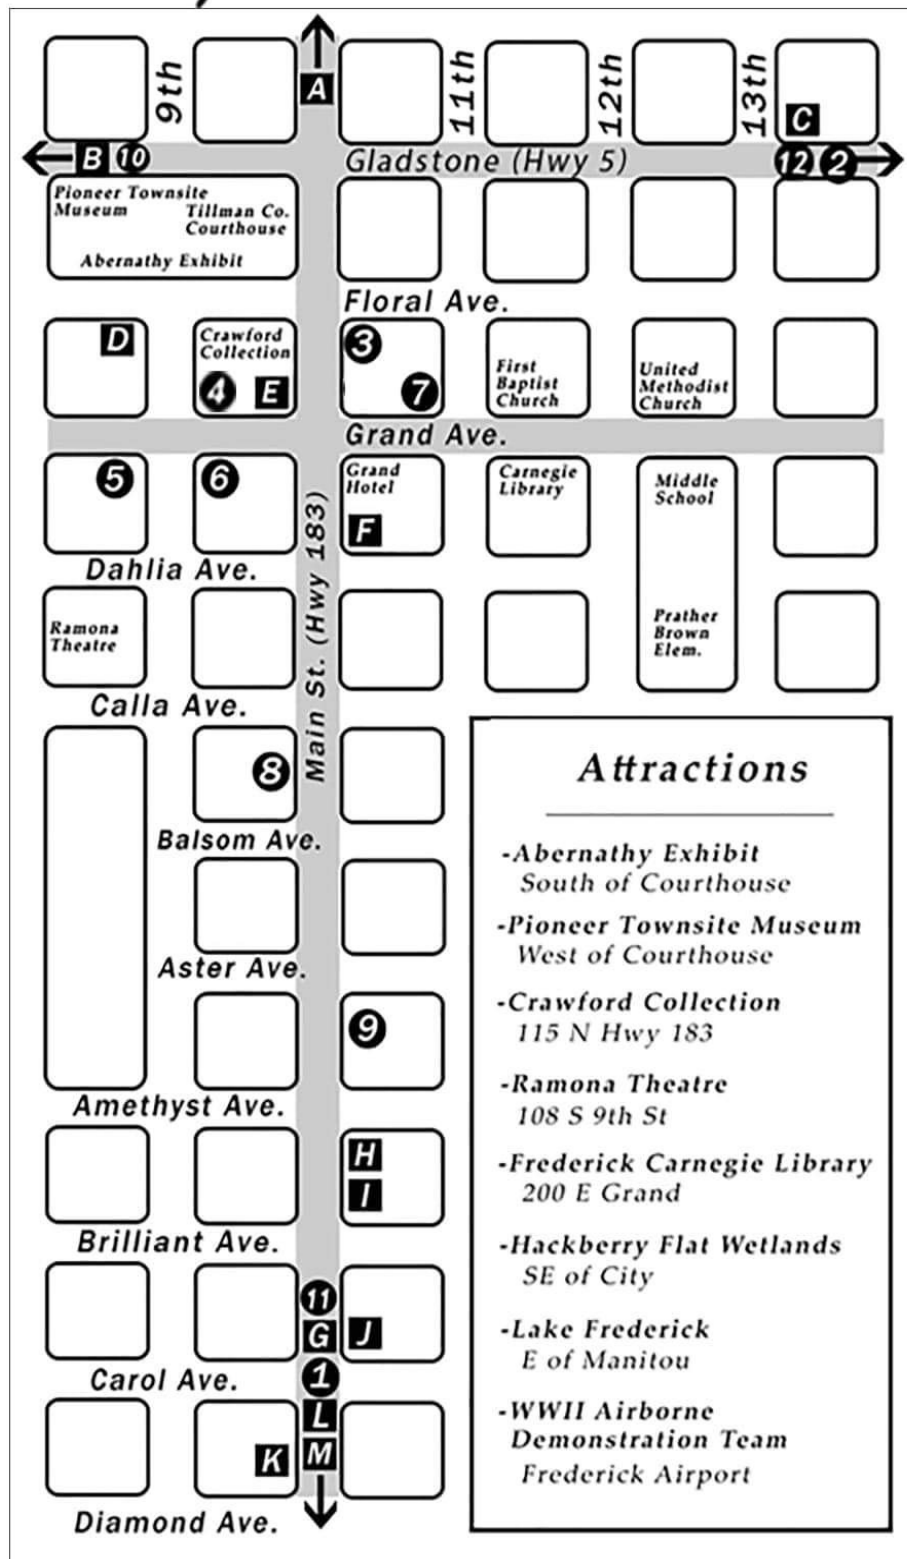 A
9th
11th
12th
13th
C
B 10
Gladstone (Hwy 5)
12 2
Pioneer Townsite
Museum
Tillman Co.
Courthouse
Abernathy Exhibit
Floral Ave.
D
Crawford
Collection
4 E
3
7
First
Baptist
Church
United
Methodist
Church
Grand Ave.
5
6
Grand
Hotel
F
Carnegie
Library
Middle
School
Prather
Brown
Elem.
Dahlia Ave.
Main St. (Hwy 183)
Ramona
Theatre
Calla Ave.
8
Balsom Ave.
Aster Ave.
9
Amethyst Ave.
H
I
Brilliant Ave.
11
G
J
Carol Ave.
1
L
K
M
Diamond Ave.
Attractions
-Abernathy Exhibit
South of Courthouse
-Pioneer Townsite Museum
West of Courthouse
-Crawford Collection
115 N Hwy 183
-Ramona Theatre
108 S 9th St
-Frederick Carnegie Library
200 E Grand
-Hackberry Flat Wetlands
SE of City
-Lake Frederick
E of Manitou
-WWII Airborne
Demonstration Team
Frederick Airport